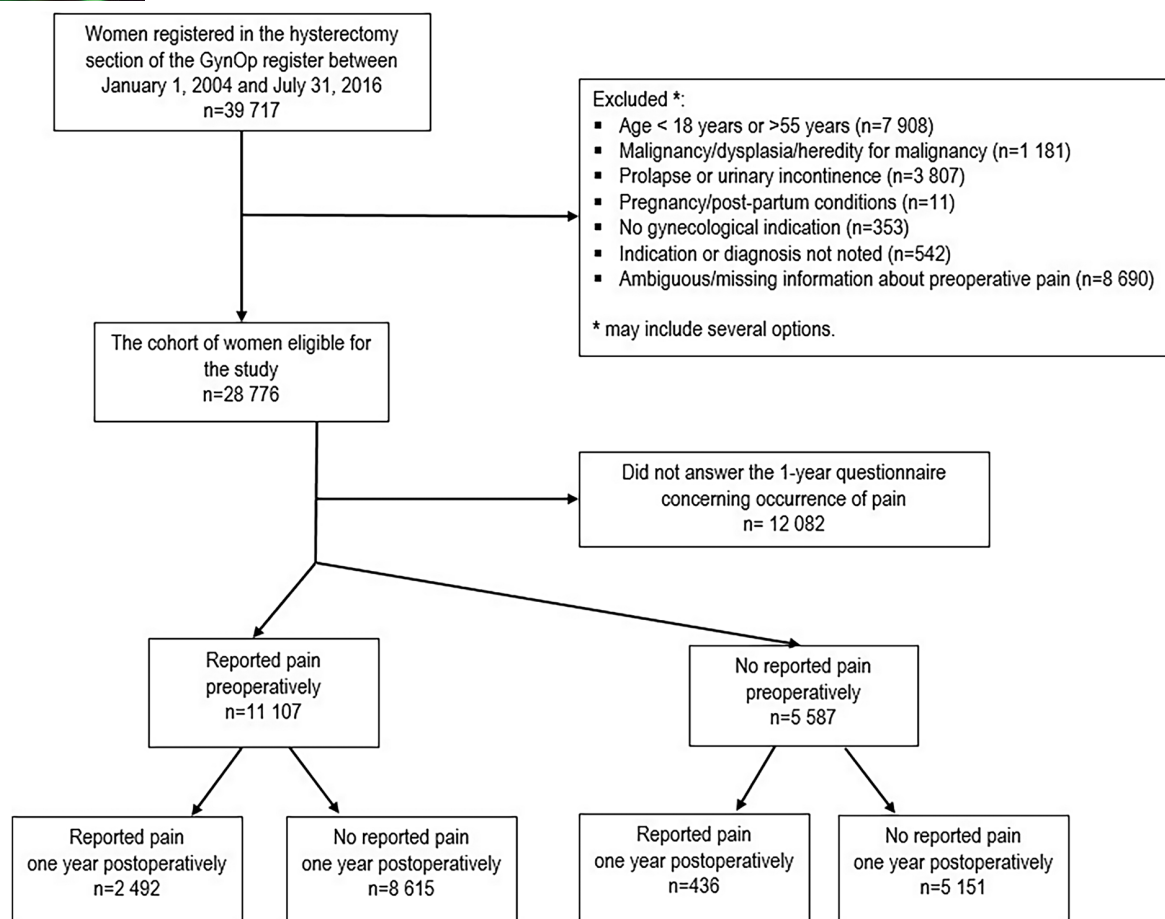 Women registered in the hysterectomy
section of the GynOp register between
January 1, 2004 and July 31, 2016
n=39 717
Excluded *:
▪ Age < 18 years or >55 years (n=7 908)
▪ Malignancy/dysplasia/heredity for malignancy (n=1 181)
▪ Prolapse or urinary incontinence (n=3 807)
▪ Pregnancy/post-partum conditions (n=11)
▪ No gynecological indication (n=353)
▪ Indication or diagnosis not noted (n=542)
▪ Ambiguous/missing information about preoperative pain (n=8 690)
* may include several options.
The cohort of women eligible for
the study
n=28 776
Did not answer the 1-year questionnaire
concerning occurrence of pain
n= 12 082
Reported pain
preoperatively
n=11 107
No reported pain
preoperatively
n=5 587
Reported pain
one year postoperatively
n=2 492
No reported pain
one year postoperatively
n=8 615
Reported pain
one year postoperatively
n=436
No reported pain
one year postoperatively
n=5 151